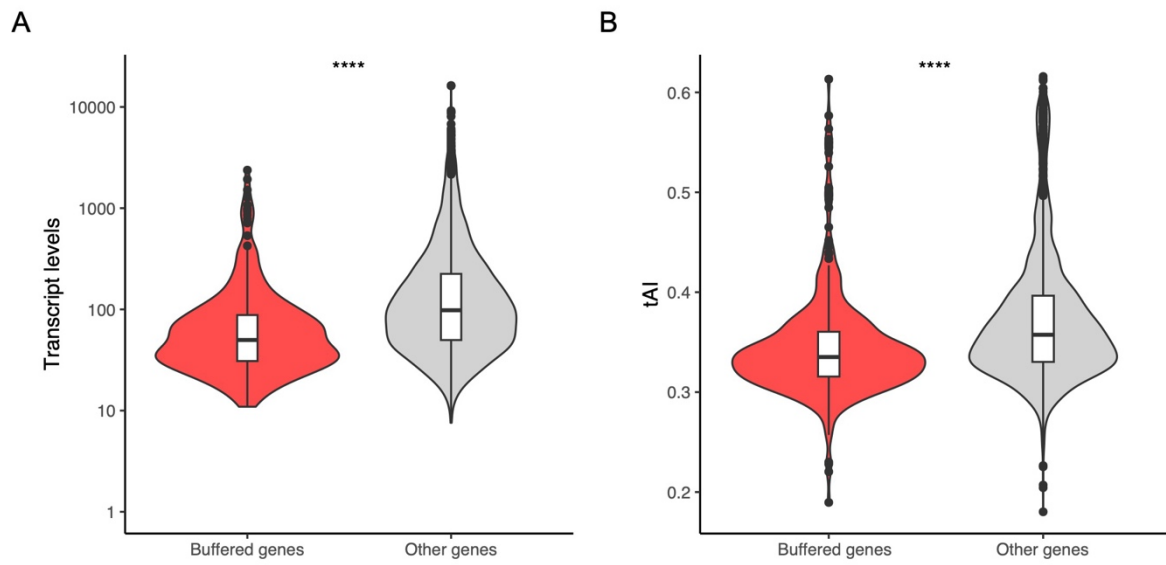 A
****
Transcript levels
10000
1000
100
10
1
Buffered genes
Other genes
B
****
tAI
0.6
0.5
0.4
0.3
0.2
Buffered genes
Other genes